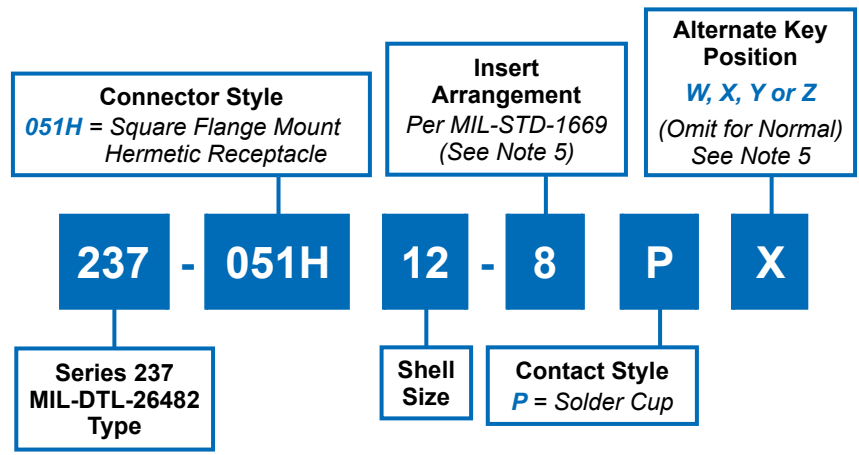 Connector Style
051H = Square Flange Mount
Hermetic Receptacle
Insert
Arrangement
Per MIL-STD-1669
(See Note 5)
Alternate Key
Position
W, X, Y or Z
(Omit for Normal)
See Note 5
237 - 051H 12 - 8 P X
Series 237
MIL-DTL-26482
Type
Shell
Size
Contact Style
P = Solder Cup